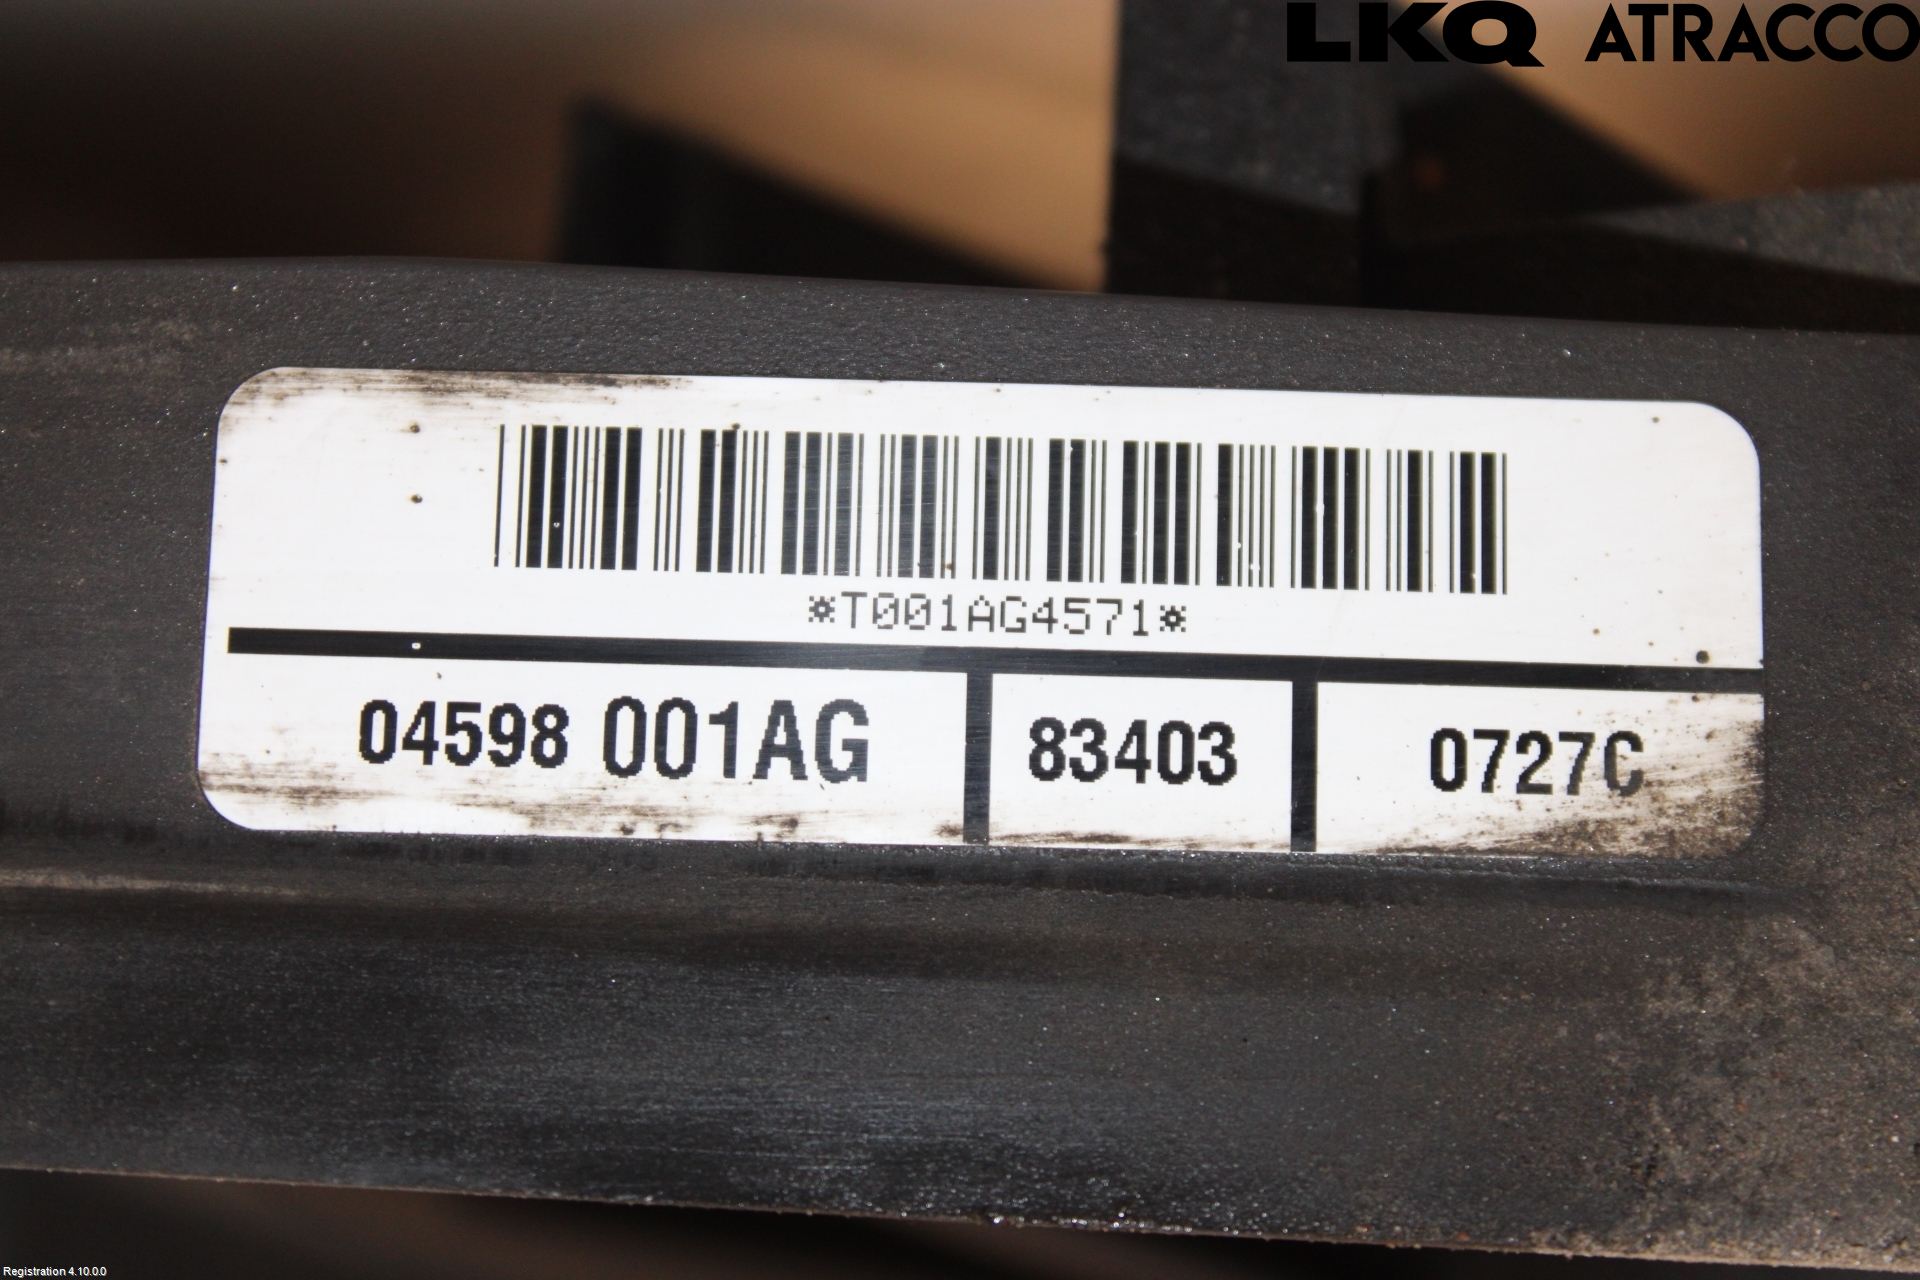 LKQ ATRACCO
*T001AG4571*
04598 001AG 83403 0727C
Registration 4.10.0.0